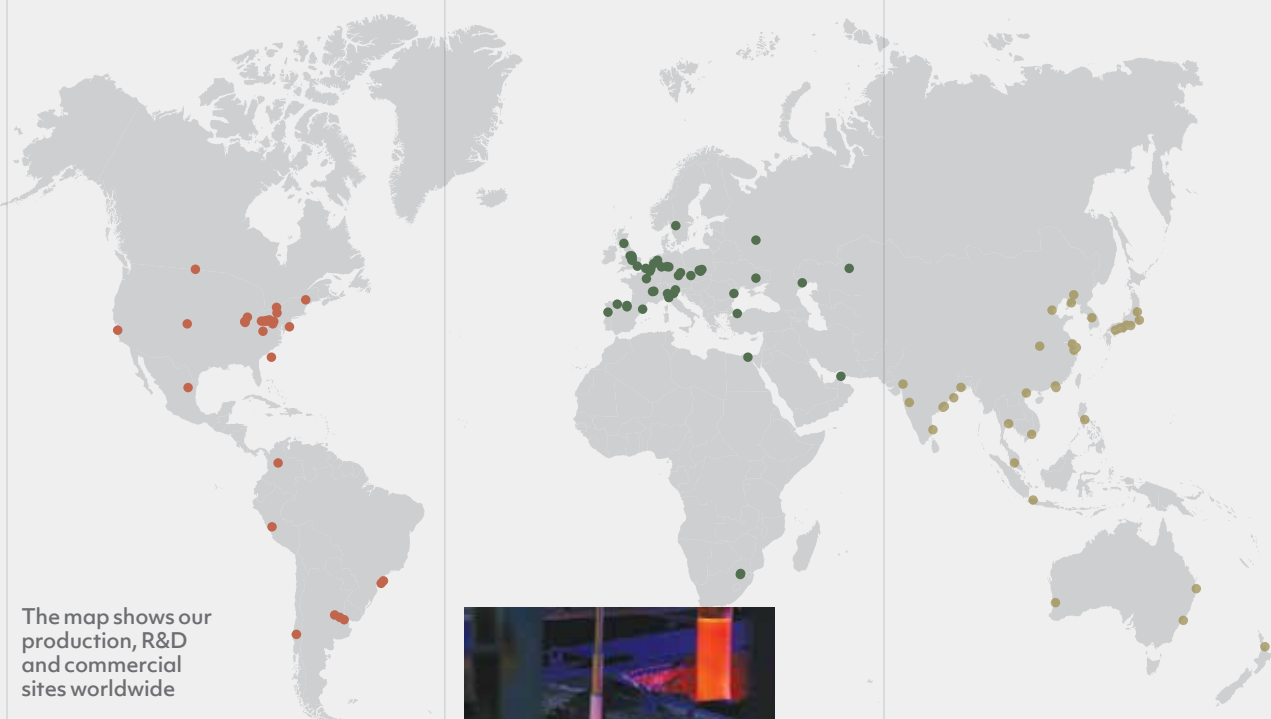 The map shows our
production, R&D
and commercial
sites worldwide